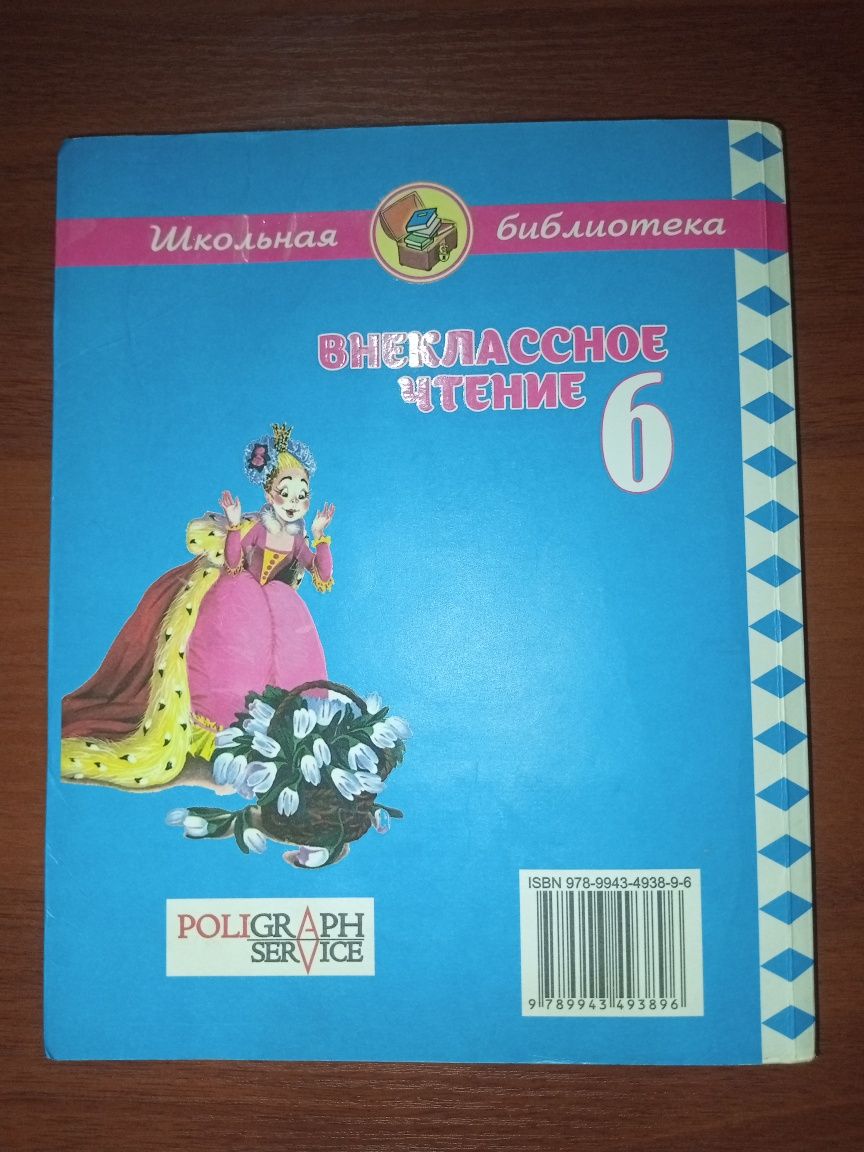 Школьная библиотека
ВНЕКЛАССНОЕ
ЧТЕНИЕ 6
ISBN 978-9943-4938-9-6
9 789943 493896
POLIGRAPH
SERVICE